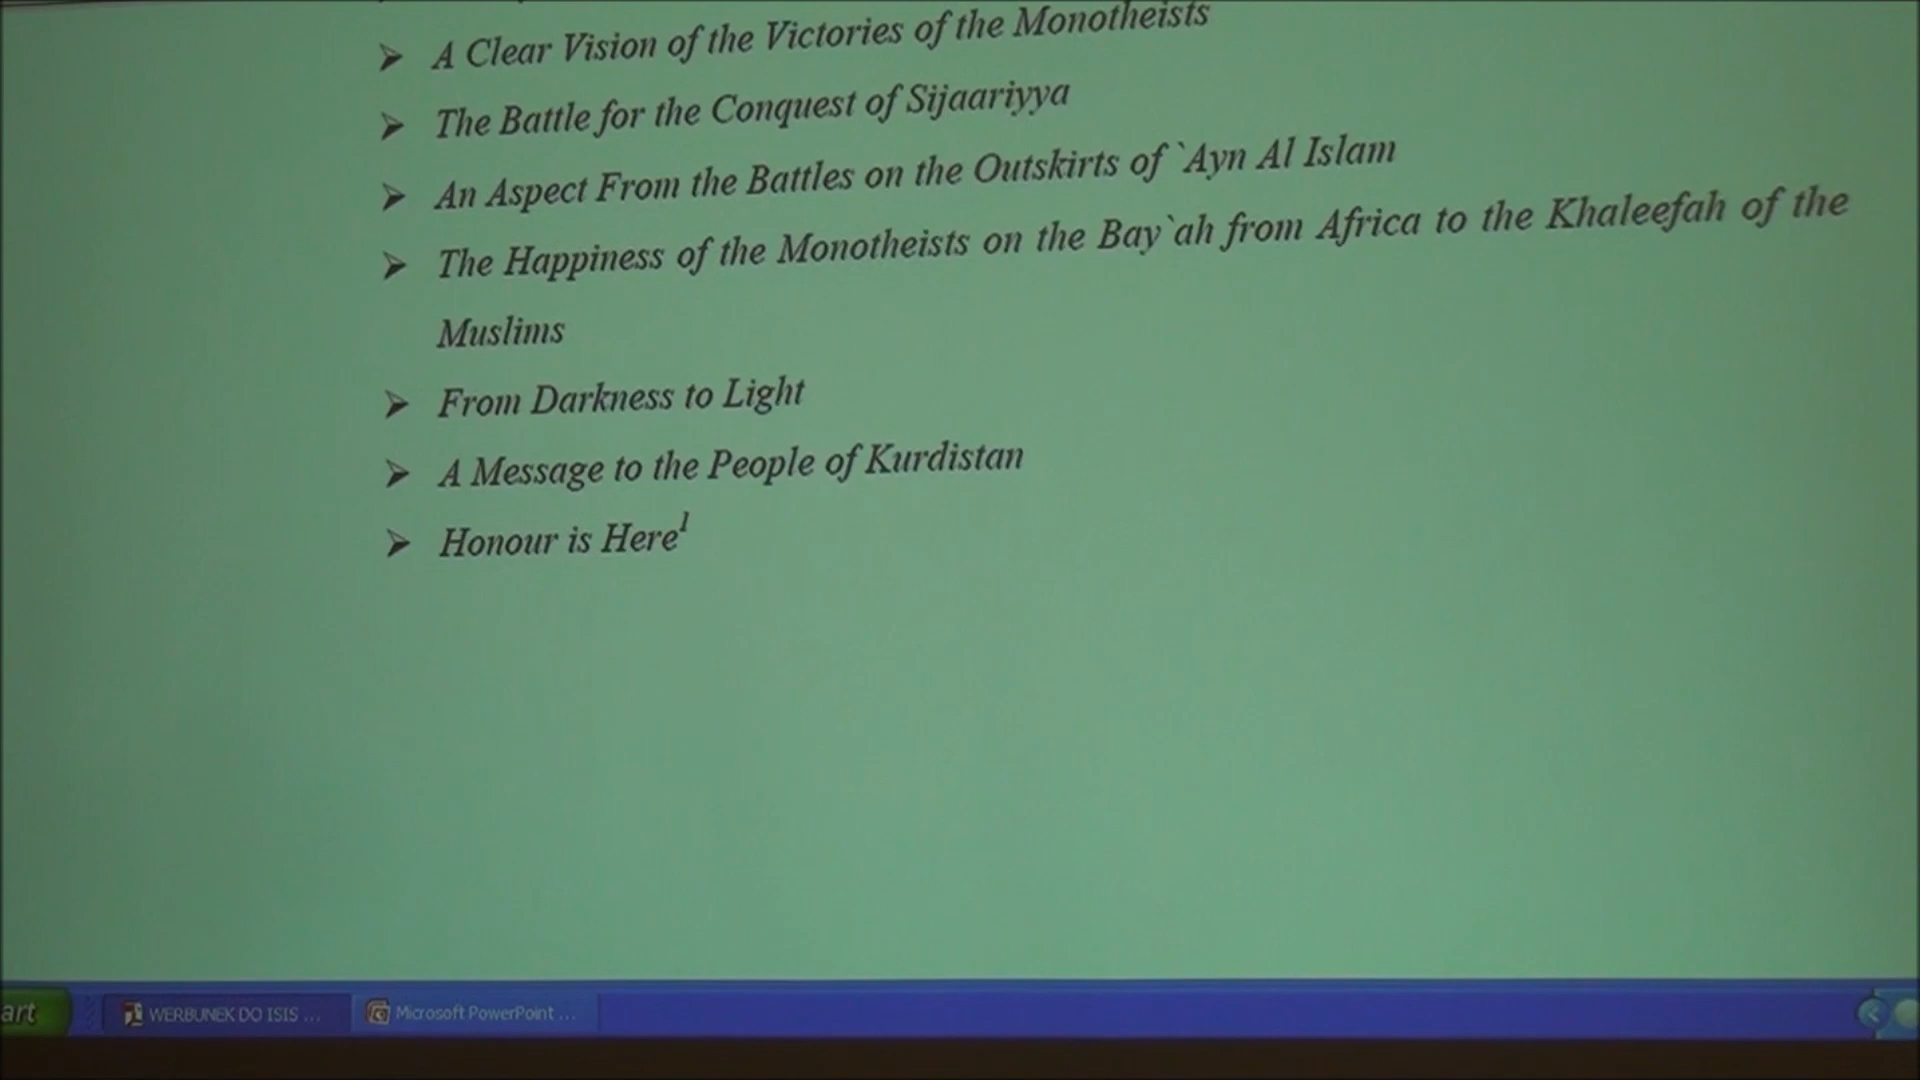 ➢ A Clear Vision of the Victories of the Monotheists
➢ The Battle for the Conquest of Sijaariyya
➢ An Aspect From the Battles on the Outskirts of `Ayn Al Islam
➢ The Happiness of the Monotheists on the Bay`ah from Africa to the Khaleefah of the
Muslims
➢ From Darkness to Light
➢ A Message to the People of Kurdistan
➢ Honour is Here1
art
WERBUNEK DO ISIS ...
Microsoft PowerPoint ...